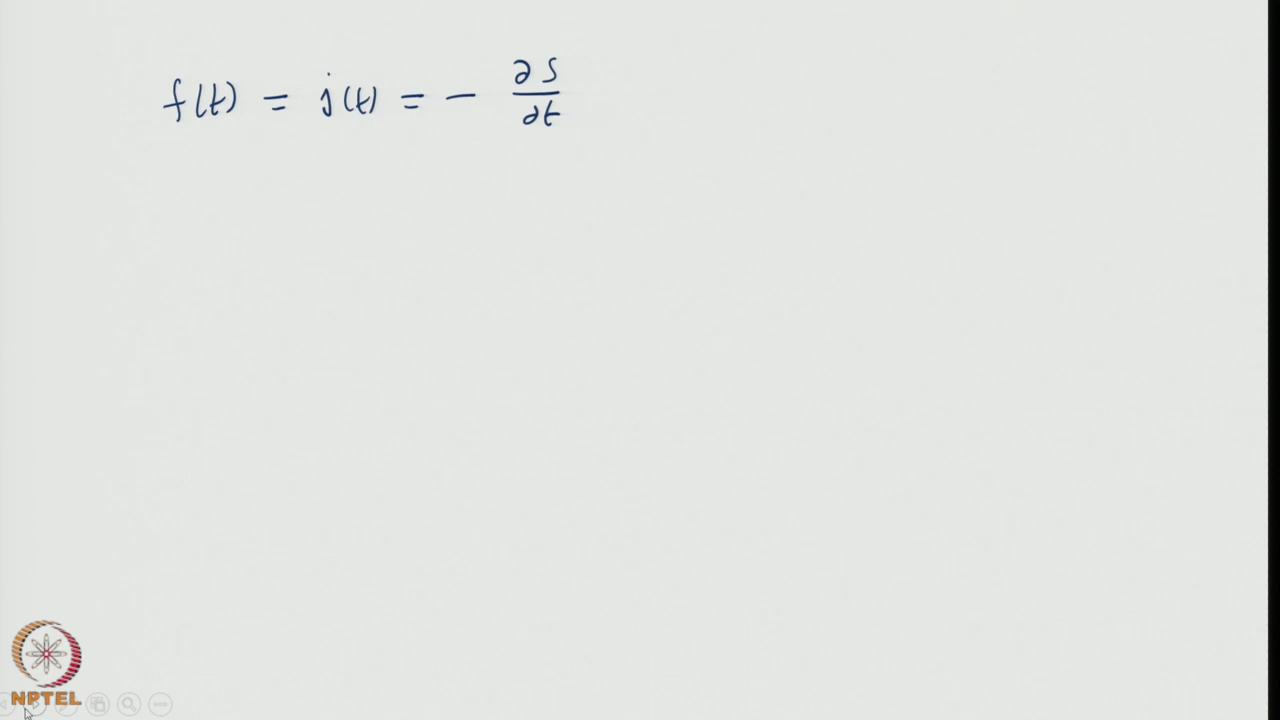 f(t) = j(t) = - ∂S/∂t
NPTEL